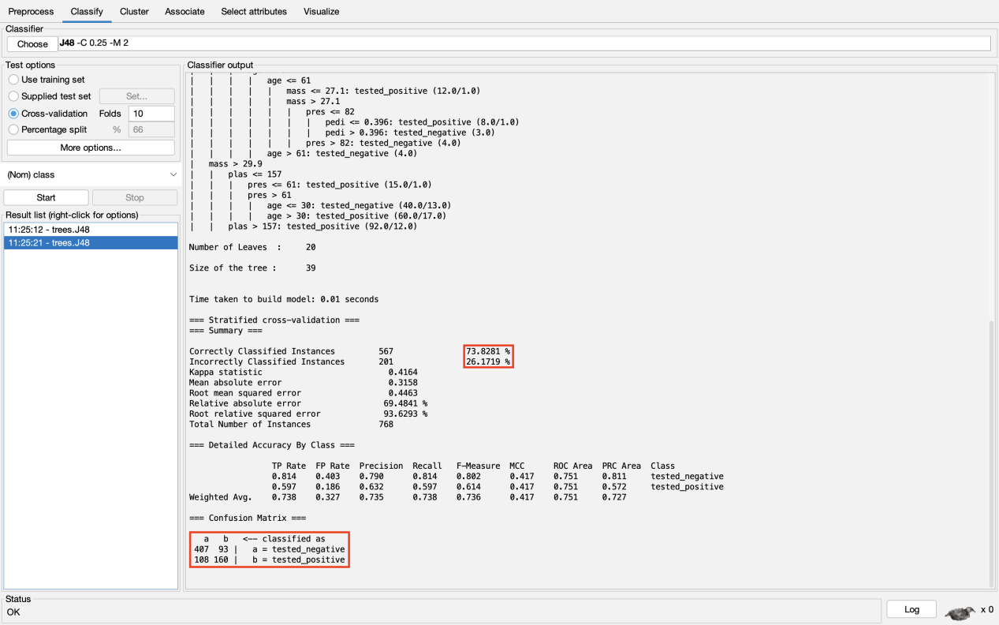 Preprocess Classify Cluster Associate Select attributes Visualize
Classifier
Choose J48 -C 0.25 -M 2
Test options
Use training set
Supplied test set Set...
Cross-validation Folds 10
Percentage split % 66
More options...
(Nom) class
Start Stop
Result list (right-click for options)
11:25:12 - trees.J48
11:25:21 - trees.J48
Classifier output
| | | | age <= 61
| | | | | mass <= 27.1: tested_positive (12.0/1.0)
| | | | | mass > 27.1
| | | | | | pres <= 82
| | | | | | | pedi <= 0.396: tested_positive (8.0/1.0)
| | | | | | | pedi > 0.396: tested_negative (3.0)
| | | | | | pres > 82: tested_negative (4.0)
| | | | age > 61: tested_negative (4.0)
| mass > 29.9
| | plas <= 157
| | | pres <= 61: tested_positive (15.0/1.0)
| | | pres > 61
| | | | age <= 30: tested_negative (40.0/13.0)
| | | | age > 30: tested_positive (60.0/17.0)
| | plas > 157: tested_positive (92.0/12.0)
Number of Leaves : 20
Size of the tree : 39
Time taken to build model: 0.01 seconds
=== Stratified cross-validation ===
=== Summary ===
Correctly Classified Instances 567 73.8281 %
Incorrectly Classified Instances 201 26.1719 %
Kappa statistic 0.4164
Mean absolute error 0.3158
Root mean squared error 0.4463
Relative absolute error 69.4841 %
Root relative squared error 93.6293 %
Total Number of Instances 768
=== Detailed Accuracy By Class ===
TP Rate FP Rate Precision Recall F-Measure MCC ROC Area PRC Area Class
0.814 0.403 0.790 0.814 0.802 0.417 0.751 0.811 tested_negative
0.597 0.186 0.632 0.597 0.614 0.417 0.751 0.572 tested_positive
Weighted Avg. 0.738 0.327 0.735 0.738 0.736 0.417 0.751 0.727
=== Confusion Matrix ===
a b <-- classified as
407 93 | a = tested_negative
108 160 | b = tested_positive
Status
OK
Log x 0